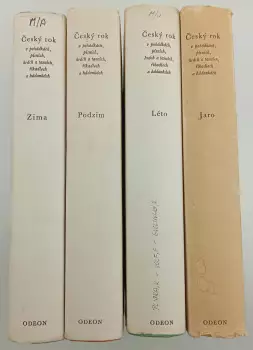 M/A
Český rok
v pohádkách,
písních,
hrách a tancích,
říkadlech
a hádankách
Zima
ODEON
Český rok
v pohádkách,
písních,
hrách a tancích,
říkadlech
a hádankách
Podzim
ODEON
Český rok
v pohádkách,
písních,
hrách a tancích,
říkadlech
a hádankách
Léto
ODEON
Český rok
v pohádkách,
písních,
hrách a tancích,
říkadlech
a hádankách
Jaro
ODEON